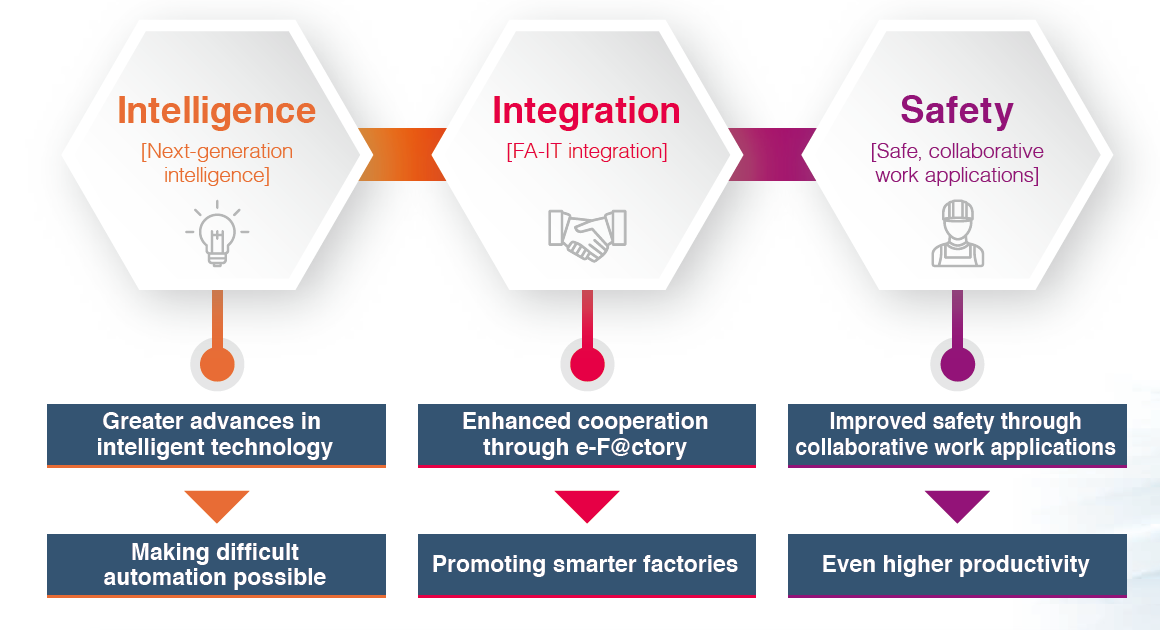 Intelligence
[Next-generation
intelligence]
Integration
[FA-IT integration]
Safety
[Safe, collaborative
work applications]
Greater advances in
intelligent technology
Enhanced cooperation
through e-F@ctory
Improved safety through
collaborative work applications
Making difficult
automation possible
Promoting smarter factories
Even higher productivity